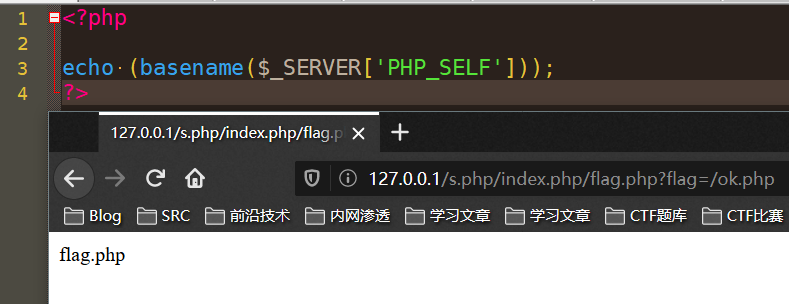 1 <?php
2
3 echo (basename($_SERVER['PHP_SELF']));
4 ?>
127.0.0.1/s.php/index.php/flag.p
127.0.0.1/s.php/index.php/flag.php?flag=/ok.php
Blog SRC 前沿技术 内网渗透 学习文章 学习文章 CTF题库 CTF比赛
flag.php